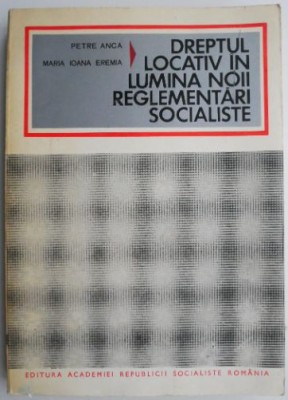 PETRE ANCA
MARIA IOANA EREMIA
DREPTUL
LOCATIV IN
LUMINA NOII
REGLEMENTĂRI
SOCIALISTE
EDITURA ACADEMIEI REPUBLICII SOCIALISTE ROMÂNIA